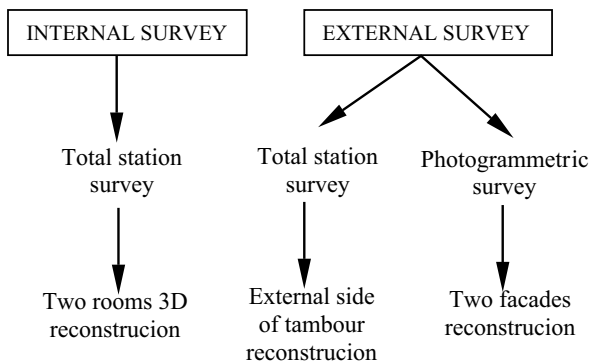 INTERNAL SURVEY
EXTERNAL SURVEY
Total station
survey
Total station
survey
Photogrammetric
survey
Two rooms 3D
reconstrucion
External side
of tambour
reconstrucion
Two facades
reconstrucion